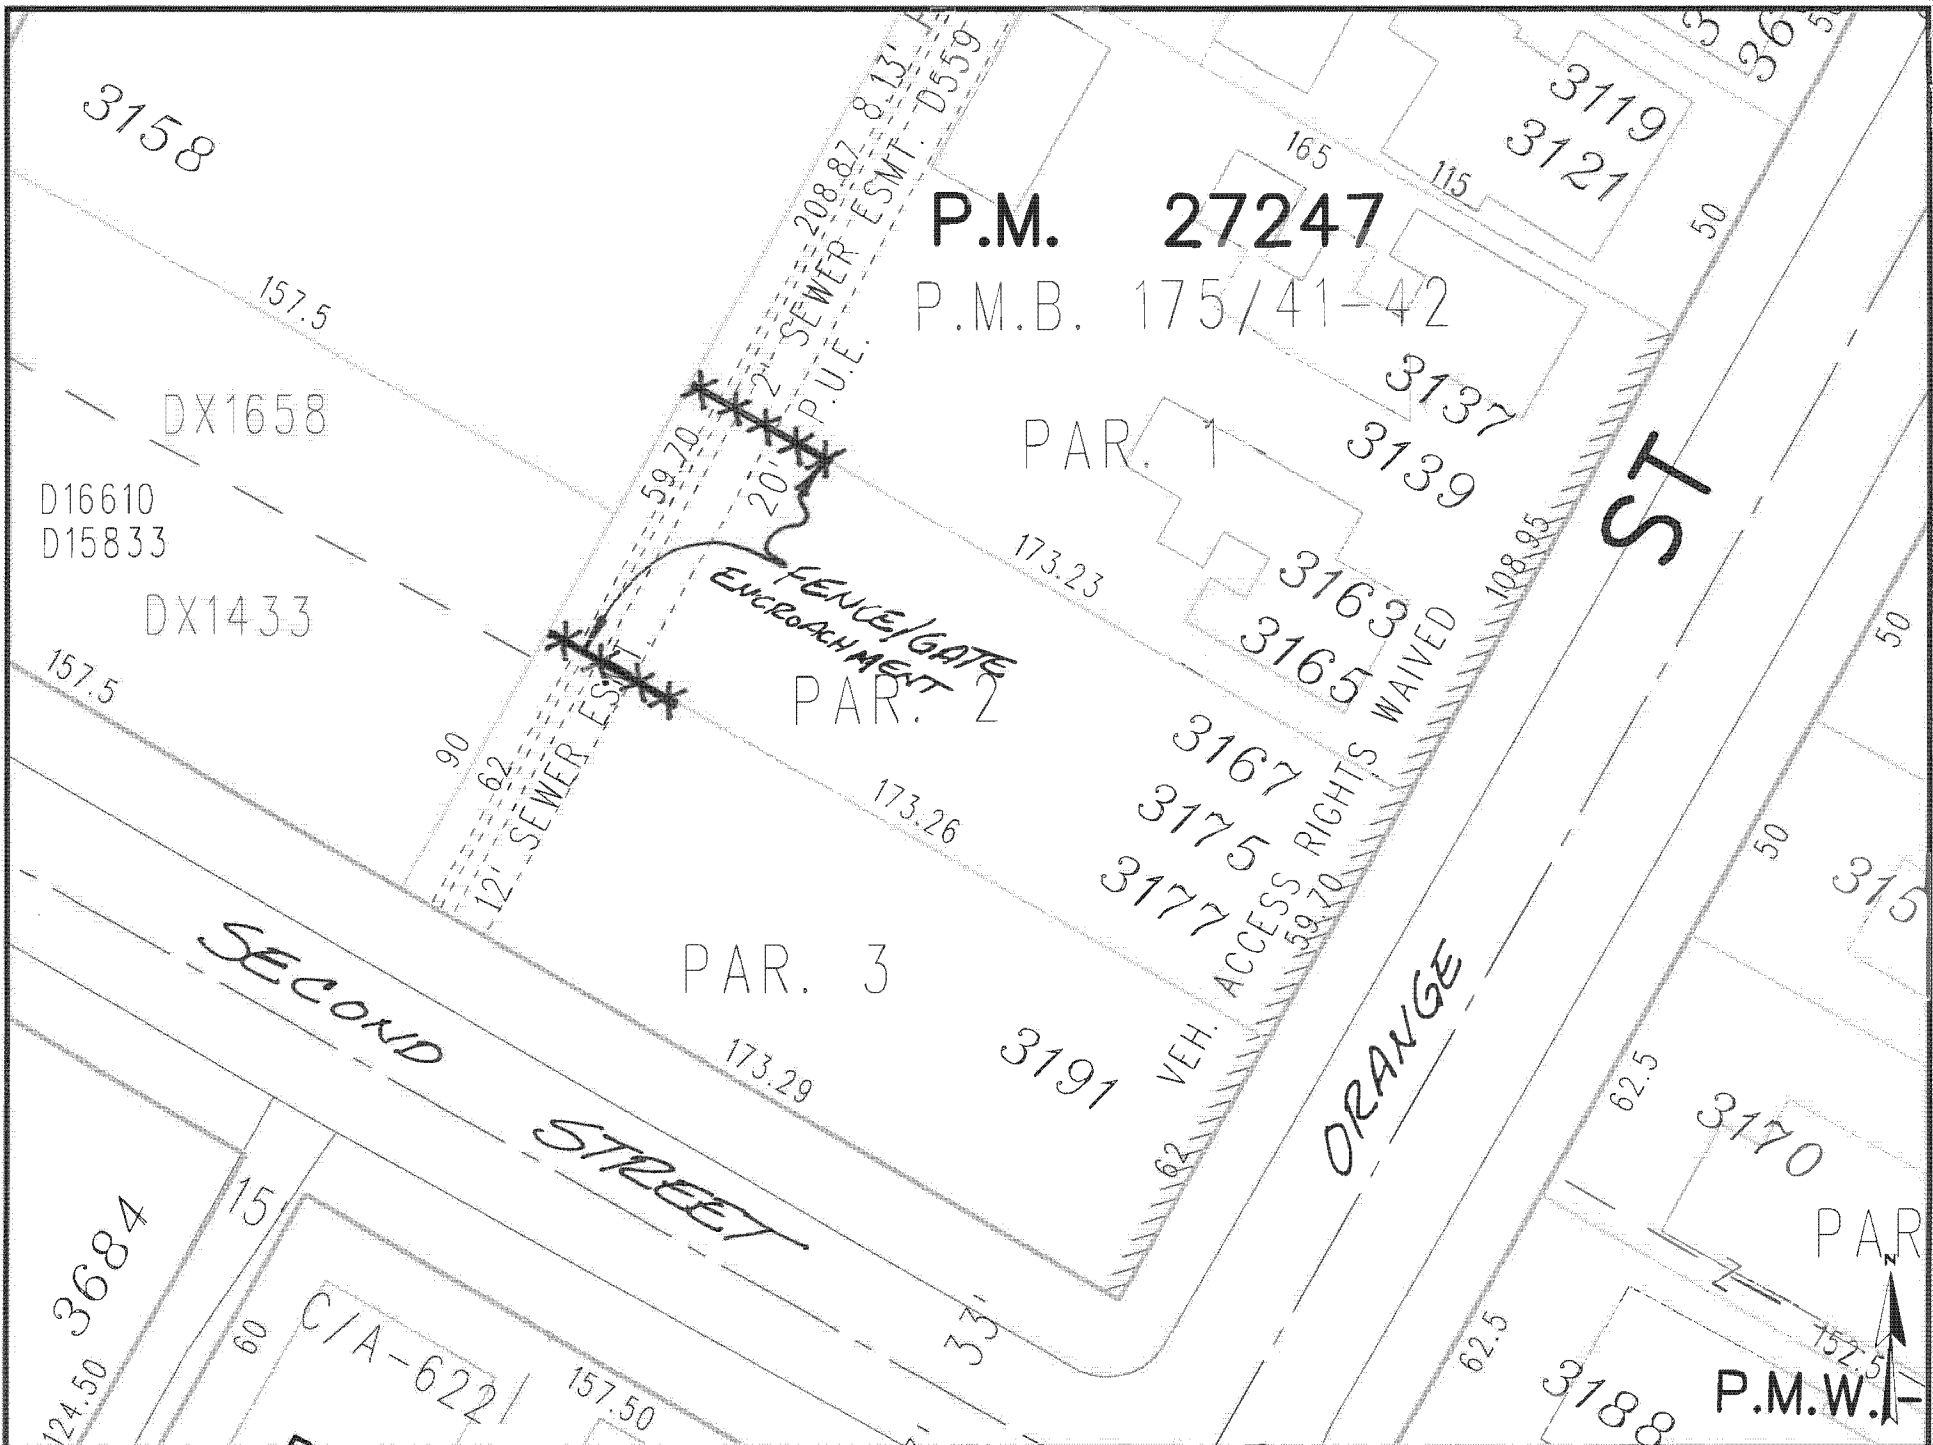 3158
8.13'
208.87
12' SEWER ESMT. D559
20' P.U.E.
P.M. 27247
P.M.B. 175/41-42
165
115
3119
3121
50
157.5
DX1658
D16610
D15833
DX1433
157.5
59.70
PAR. 1
3137
3139
ST
173.23
108.95
3163
3165
FENCE/GATE
ENCROACHMENT
PAR. 2
3167
3175
3177
VEH. ACCESS RIGHTS WAIVED
59.70
90
62
12' SEWER
173.26
50
50
315
SECOND
STREET
PAR. 3
173.29
3191
62
ORANGE
62.5
3170
PAR
N
3684
15'
60
C/A-622
157.50
124.50
33'
62.5
3188
152.5
P.M.W.